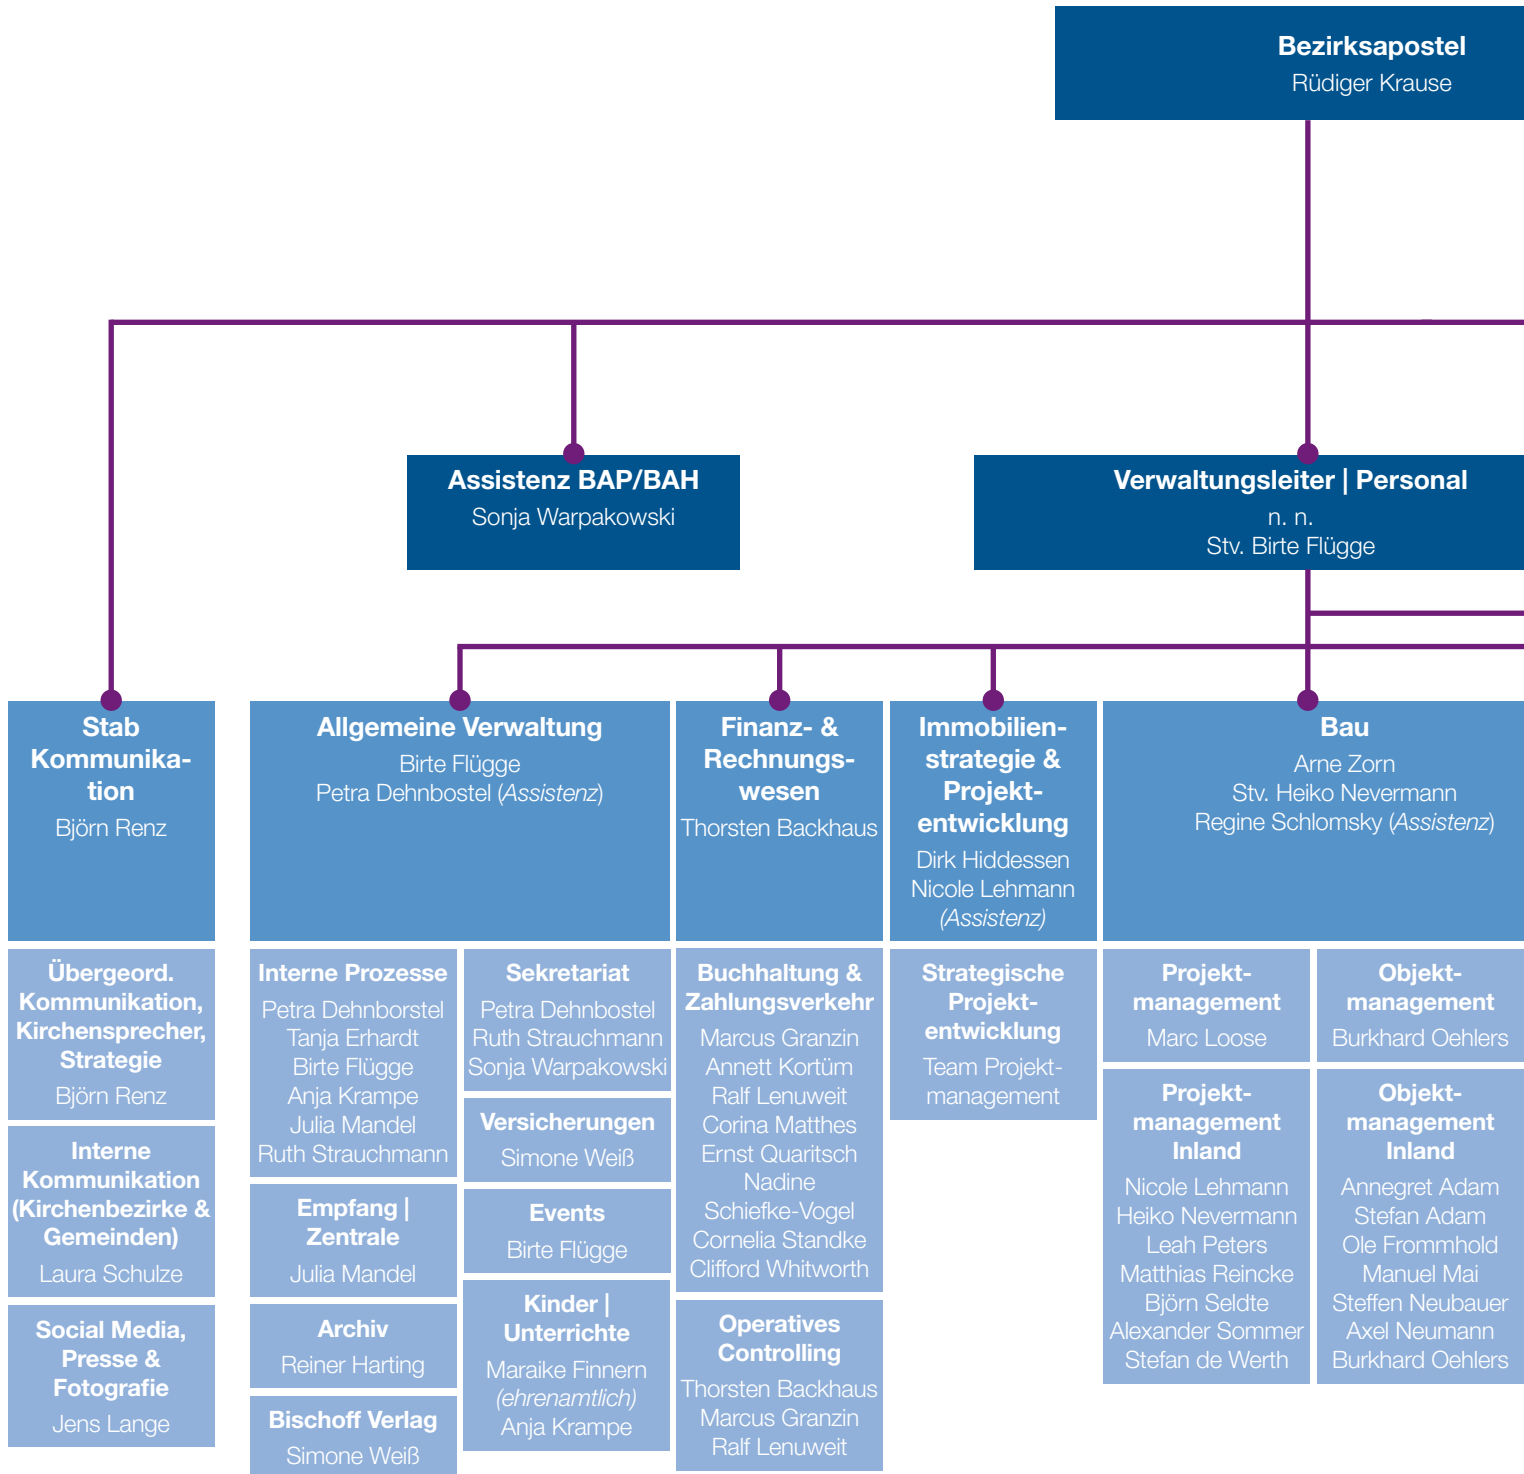 Bezirksapostel
Rüdiger Krause
Assistenz BAP/BAH
Sonja Warpakowski
Verwaltungsleiter | Personal
n. n.
Stv. Birte Flügge
Stab
Kommunika-
tion
Björn Renz
Übergeord.
Kommunikation,
Kirchensprecher,
Strategie
Björn Renz
Interne
Kommunikation
(Kirchenbezirke &
Gemeinden)
Laura Schulze
Social Media,
Presse &
Fotografie
Jens Lange
Allgemeine Verwaltung
Birte Flügge
Petra Dehnbostel (Assistenz)
Interne Prozesse
Petra Dehnborstel
Tanja Erhardt
Birte Flügge
Anja Krampe
Julia Mandel
Ruth Strauchmann
Empfang |
Zentrale
Julia Mandel
Archiv
Reiner Harting
Bischoff Verlag
Simone Weiß
Sekretariat
Petra Dehnbostel
Ruth Strauchmann
Sonja Warpakowski
Versicherungen
Simone Weiß
Events
Birte Flügge
Kinder |
Unterrichte
Maraike Finnern
(ehrenamtlich)
Anja Krampe
Finanz- &
Rechnungs-
wesen
Thorsten Backhaus
Buchhaltung &
Zahlungsverkehr
Marcus Granzin
Annett Kortüm
Ralf Lenuweit
Corina Matthes
Ernst Quaritsch
Nadine
Schiefke-Vogel
Cornelia Standke
Clifford Whitworth
Operatives
Controlling
Thorsten Backhaus
Marcus Granzin
Ralf Lenuweit
Immobilien-
strategie &
Projekt-
entwicklung
Dirk Hiddessen
Nicole Lehmann
(Assistenz)
Strategische
Projekt-
entwicklung
Team Projekt-
management
Bau
Arne Zorn
Stv. Heiko Nevermann
Regine Schlomsky (Assistenz)
Projekt-
management
Marc Loose
Projekt-
management
Inland
Nicole Lehmann
Heiko Nevermann
Leah Peters
Matthias Reincke
Björn Seldte
Alexander Sommer
Stefan de Werth
Objekt-
management
Burkhard Oehlers
Objekt-
management
Inland
Annegret Adam
Stefan Adam
Ole Frommhold
Manuel Mai
Steffen Neubauer
Axel Neumann
Burkhard Oehlers